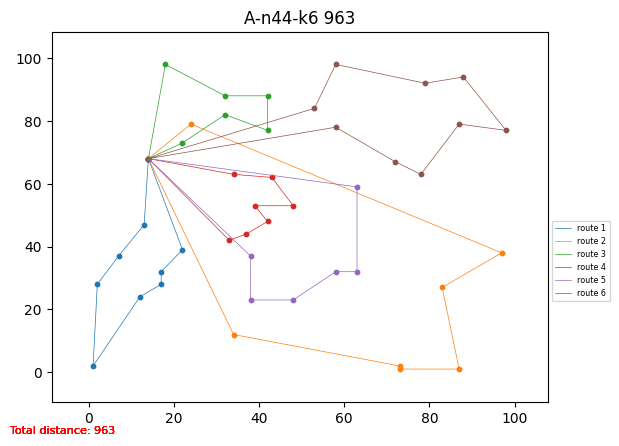 A-n44-k6 963
100
80
60
40
20
0
0 20 40 60 80 100
route 1
route 2
route 3
route 4
route 5
route 6
Total distance: 963